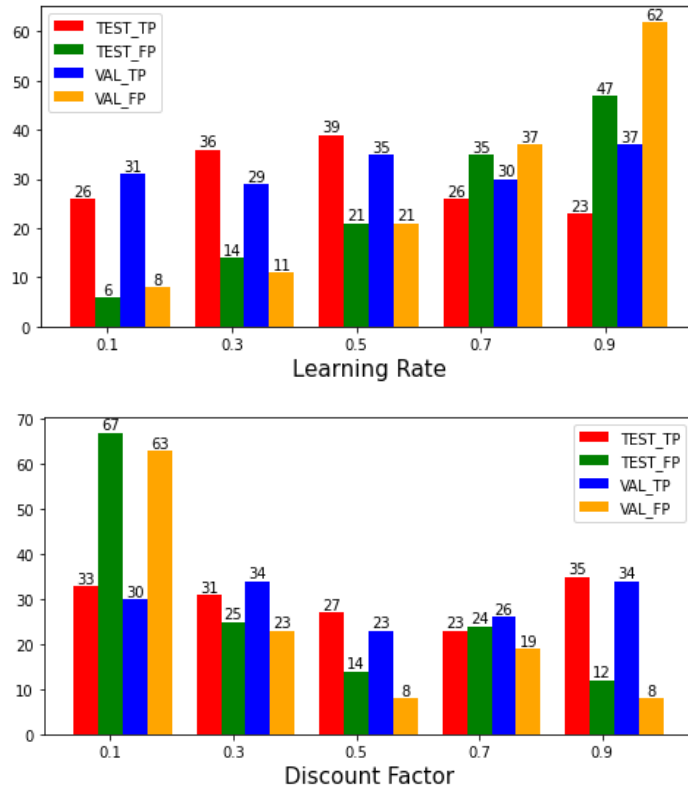 60
50
40
30
20
10
0
TEST_TP
TEST_FP
VAL_TP
VAL_FP
26 6 31 8
36 14 29 11
39 21 35 21
26 35 30 37
23 47 37 62
0.1 0.3 0.5 0.7 0.9
Learning Rate
70
60
50
40
30
20
10
0
TEST_TP
TEST_FP
VAL_TP
VAL_FP
33 67 30 63
31 25 34 23
27 14 23 8
23 24 26 19
35 12 34 8
0.1 0.3 0.5 0.7 0.9
Discount Factor